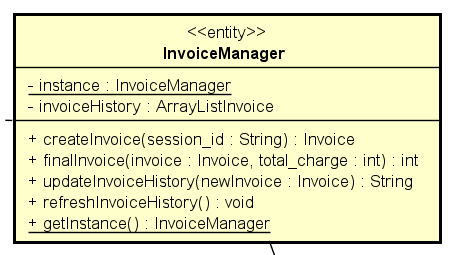 <<entity>>
InvoiceManager
- instance : InvoiceManager
- invoiceHistory : ArrayListInvoice
+ createInvoice(session_id : String) : Invoice
+ finalInvoice(invoice : Invoice, total_charge : int) : int
+ updateInvoiceHistory(newInvoice : Invoice) : String
+ refreshInvoiceHistory() : void
+ getInstance() : InvoiceManager